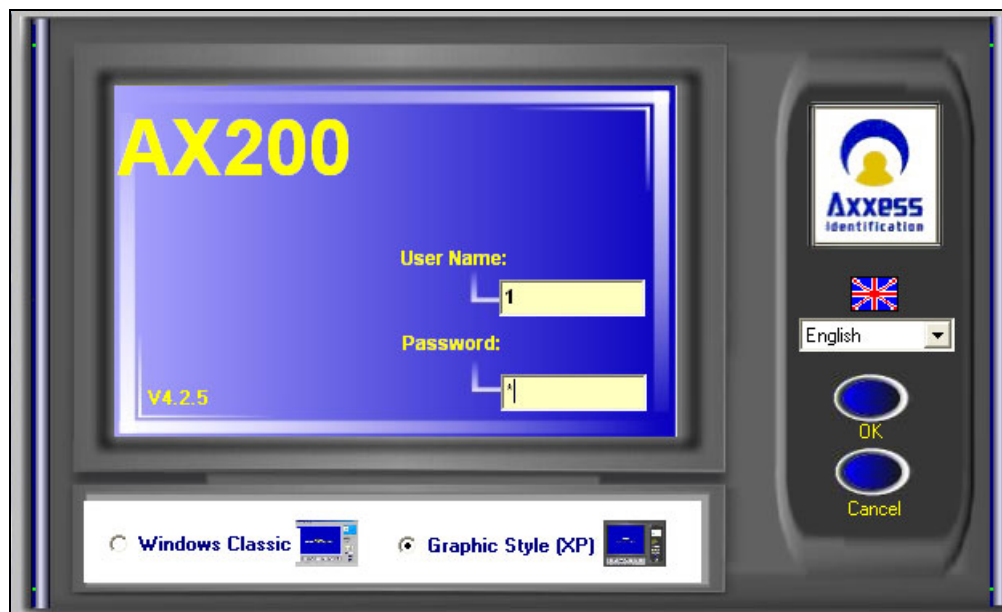 AX200
Axxess
Identification
User Name:
1
English
Password:
*
V4.2.5
OK
Cancel
Windows Classic
Graphic Style (XP)